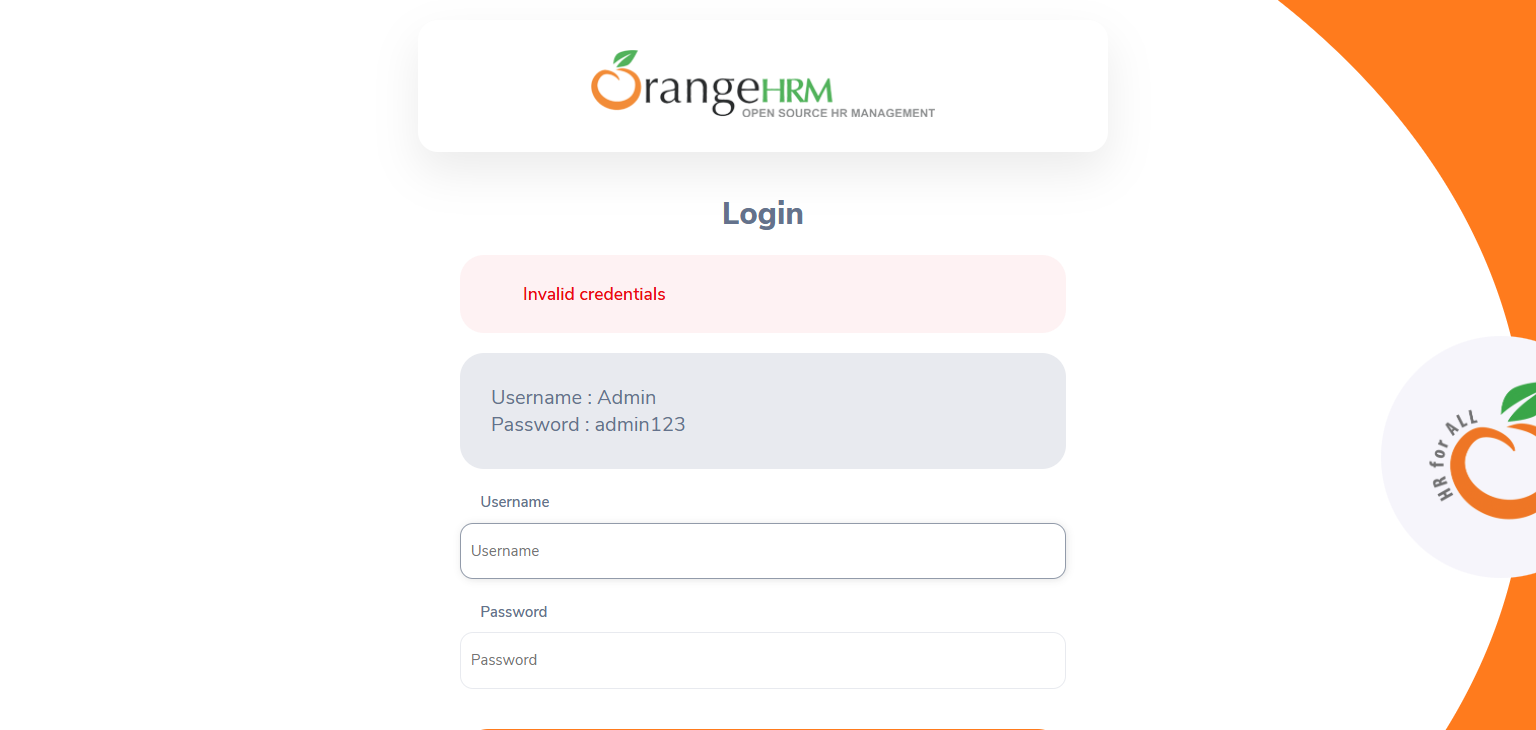 OrangeHRM
OPEN SOURCE HR MANAGEMENT
Login
Invalid credentials
Username : Admin
Password : admin123
HR for ALL
Username
Username
Password
Password